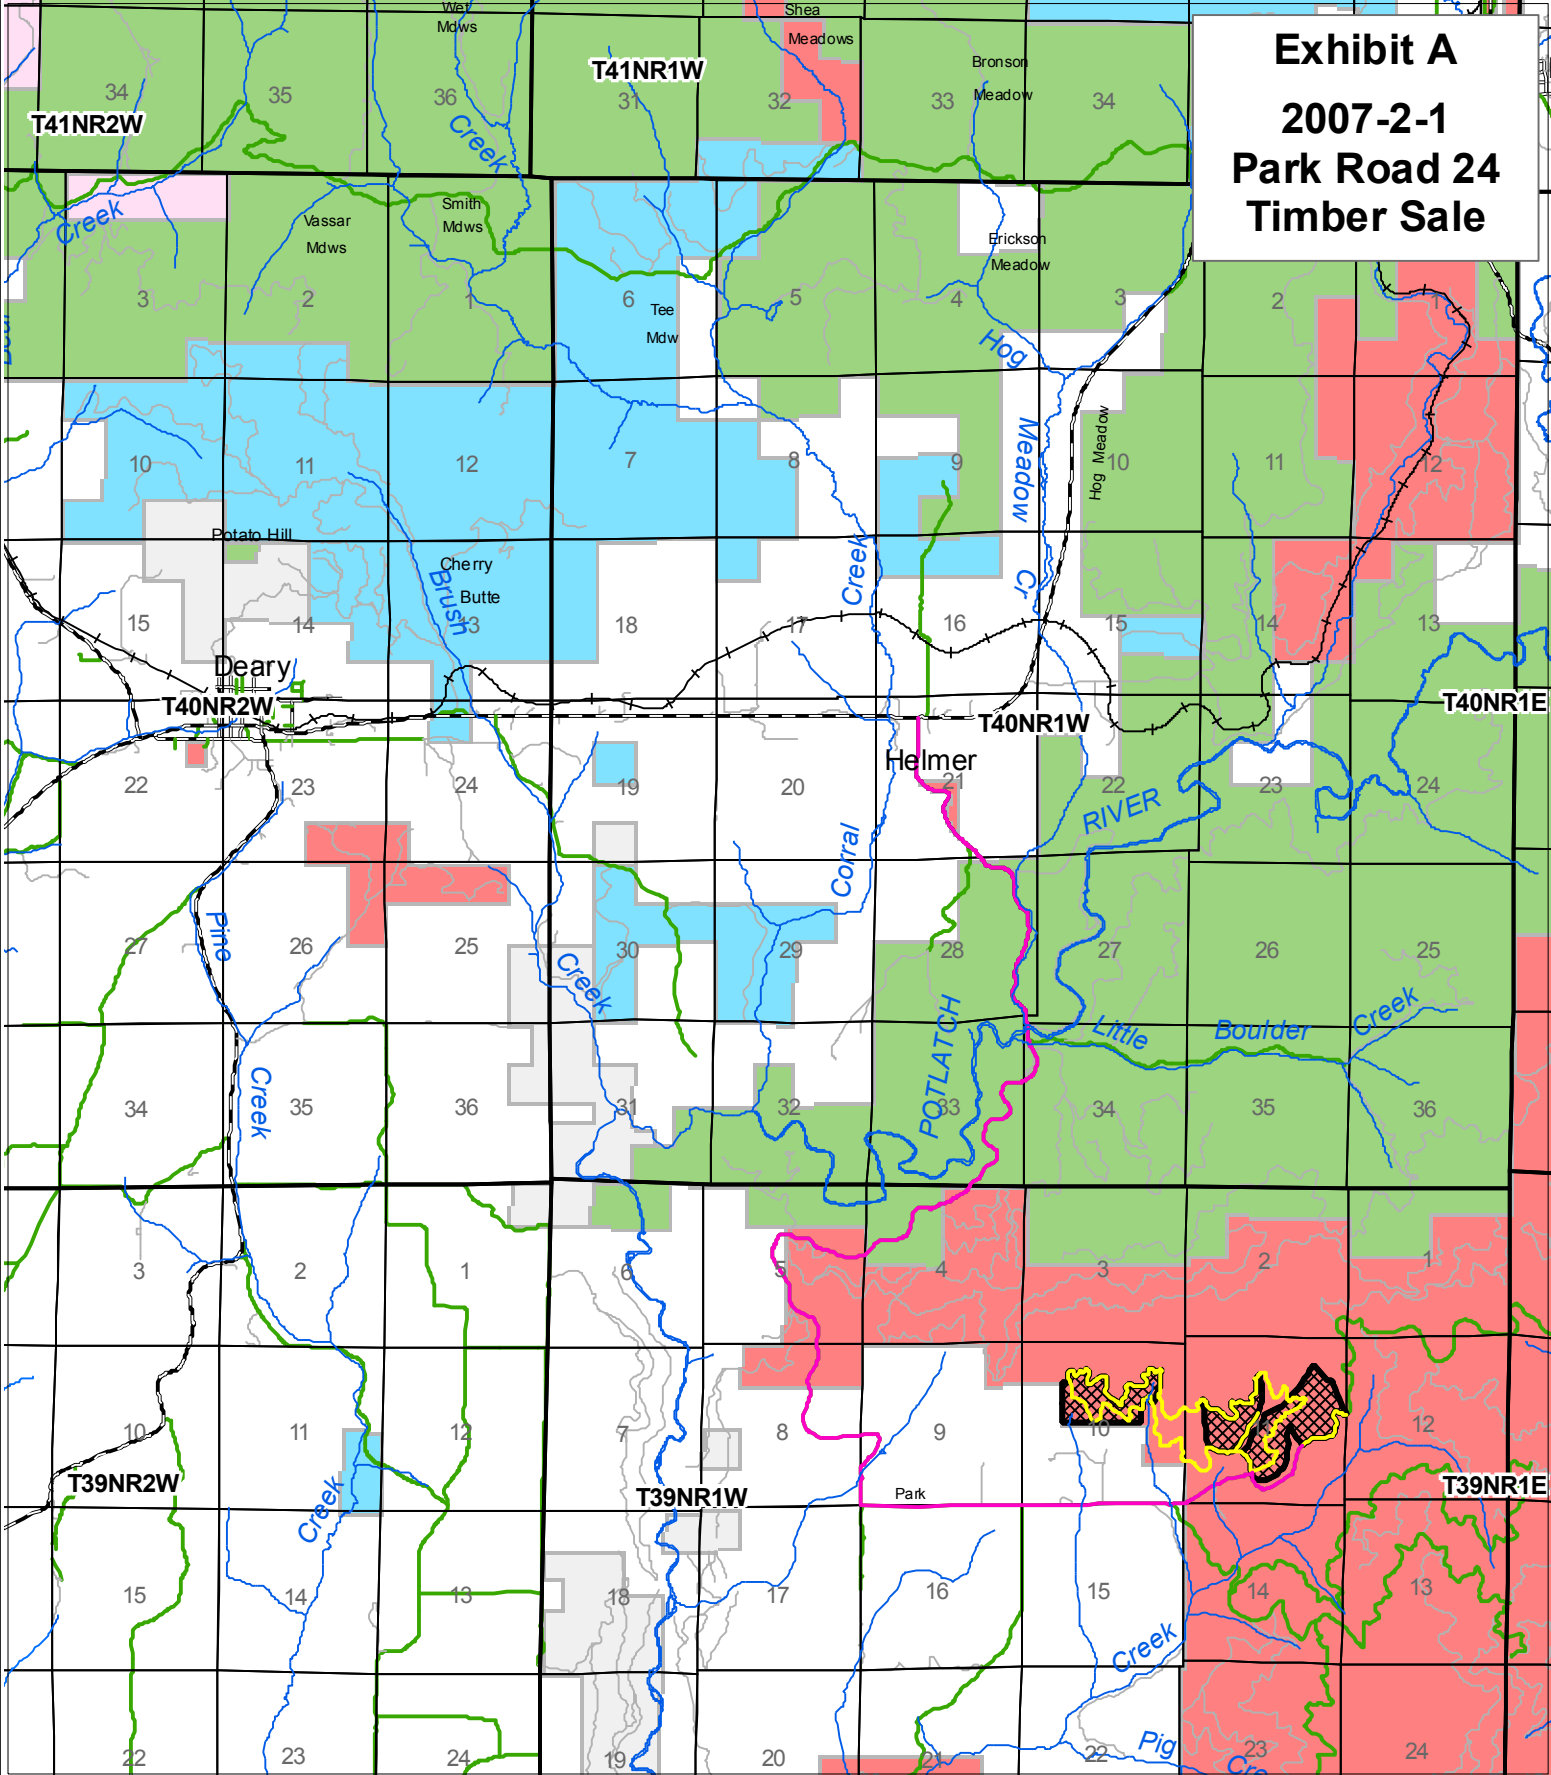 Exhibit A
2007-2-1
Park Road 24
Timber Sale
Wet
Mdws
Shea
Meadows
Bronson
Meadow
T41NR1W
T41NR2W
34
35
36
31
32
33
34
Creek
Creek
Vassar
Mdws
Smith
Mdws
Erickson
Meadow
3
2
1
6
5
4
3
2
1
Tee
Mdw
Hog
Meadow
Cr
Hog Meadow
10
11
12
7
8
9
10
11
12
Potato Hill
Cherry
Butte
Brush
Creek
15
14
13
18
17
16
15
14
13
Deary
T40NR2W
T40NR1W
T40NR1E
Helmer
22
23
24
19
20
21
22
23
24
RIVER
Corral
Pine
Creek
27
26
25
30
29
28
27
26
25
Creek
POTLATCH
Little
Boulder
Creek
34
35
36
31
32
33
34
35
36
3
2
1
6
5
4
3
2
1
10
11
12
7
8
9
10
12
T39NR2W
T39NR1W
T39NR1E
Park
Creek
15
14
13
18
17
16
15
14
13
Creek
Pig
Cre
22
23
24
19
20
21
22
23
24